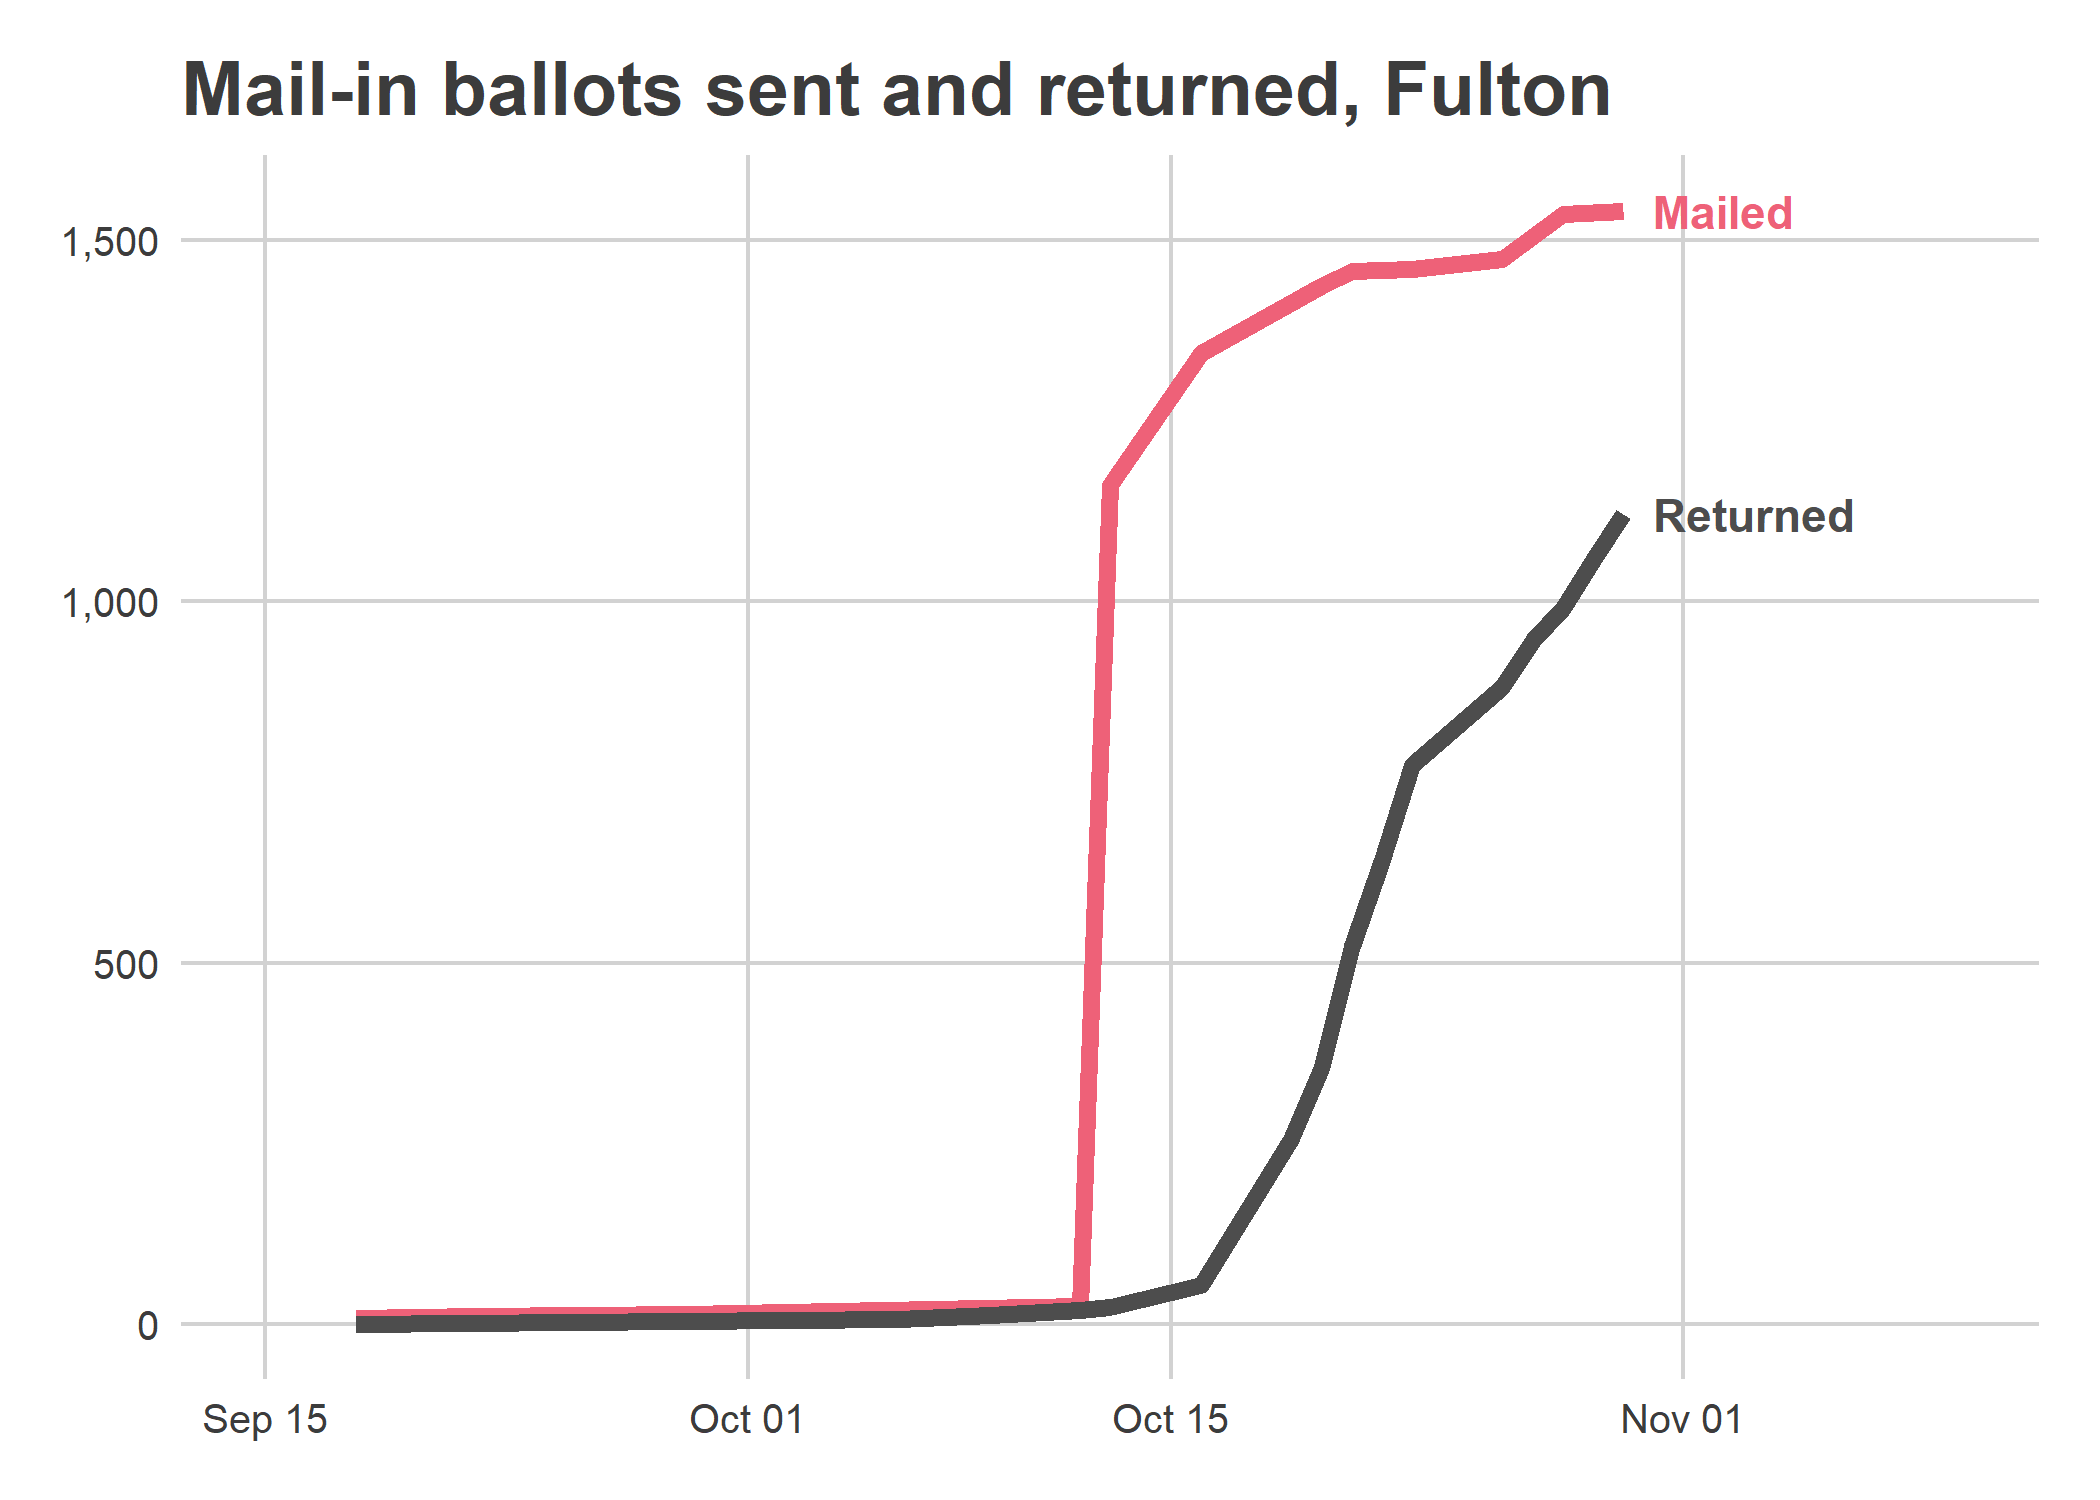 Mail-in ballots sent and returned, Fulton
Mailed
1,500
Returned
1,000
500
0
Sep 15
Oct 01
Oct 15
Nov 01